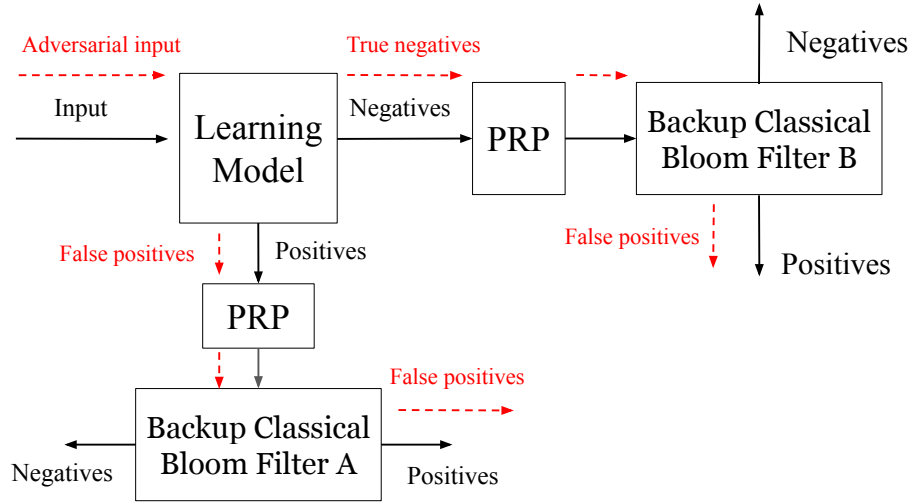 Adversarial input
True negatives
Negatives
Input
Learning
Model
Negatives
PRP
Backup Classical
Bloom Filter B
False positives
Positives
False positives
Positives
PRP
False positives
Backup Classical
Bloom Filter A
Negatives
Positives